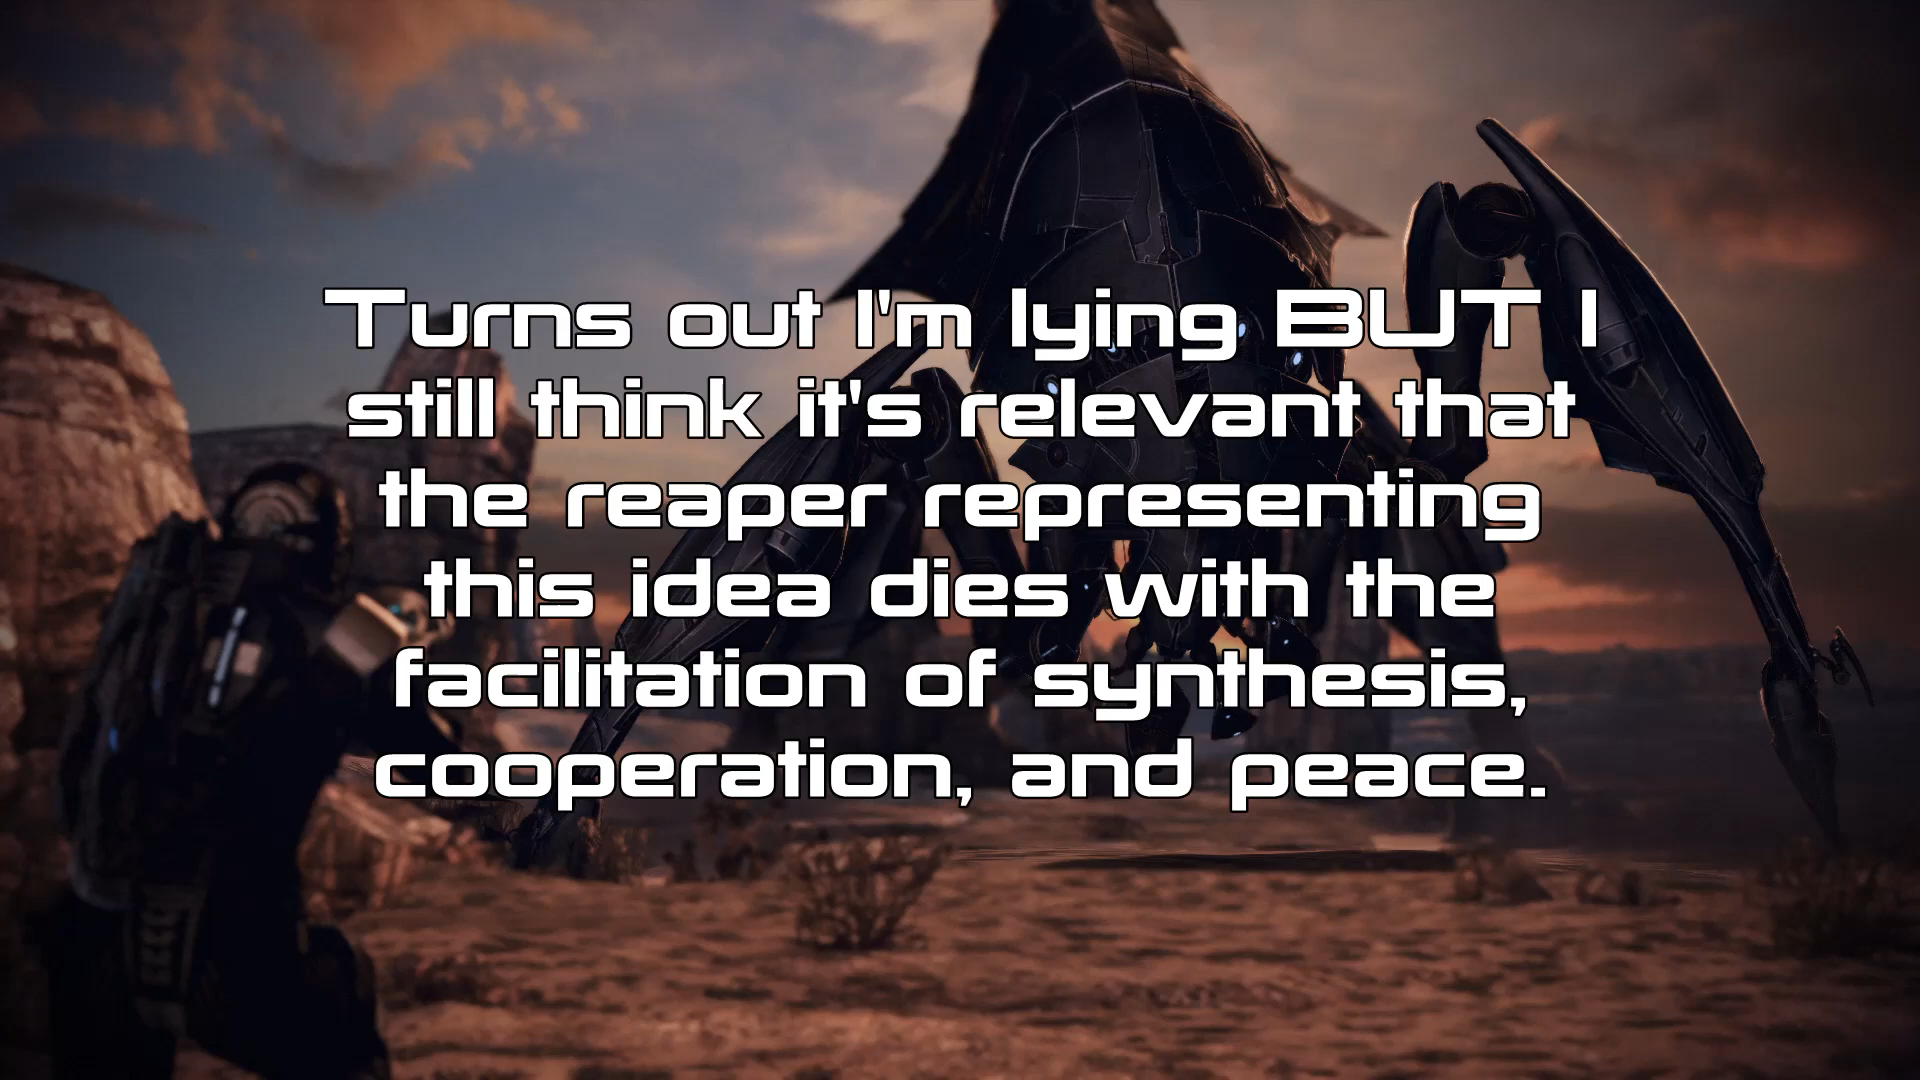 Turns out I'm lying BUT I
still think it's relevant that
the reaper representing
this idea dies with the
facilitation of synthesis,
cooperation, and peace.